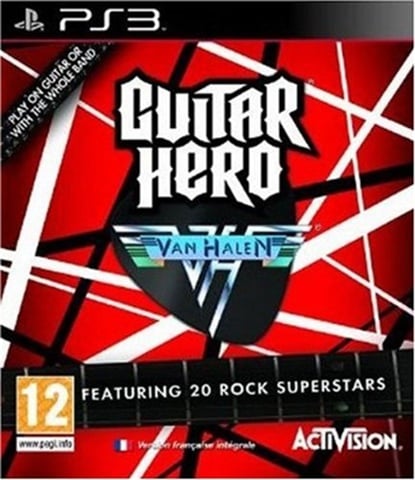 PS3
PLAY ON GUITAR OR
WITH THE WHOLE BAND
GUITAR
HERO
VAN HALEN
VH
12
www.pegi.info
FEATURING 20 ROCK SUPERSTARS
Version française intégrale
ACTIVISION.